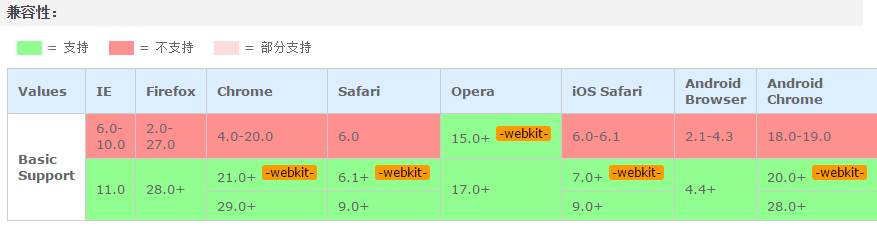 兼容性：
= 支持 = 不支持 = 部分支持
Values IE Firefox Chrome Safari Opera iOS Safari Android Browser Android Chrome
Basic Support 6.0-10.0 2.0-27.0 4.0-20.0 6.0 15.0+ -webkit- 6.0-6.1 2.1-4.3 18.0-19.0
11.0 28.0+ 21.0+ -webkit- 6.1+ -webkit- 17.0+ 7.0+ -webkit- 4.4+ 20.0+ -webkit-
29.0+ 9.0+ 9.0+ 28.0+